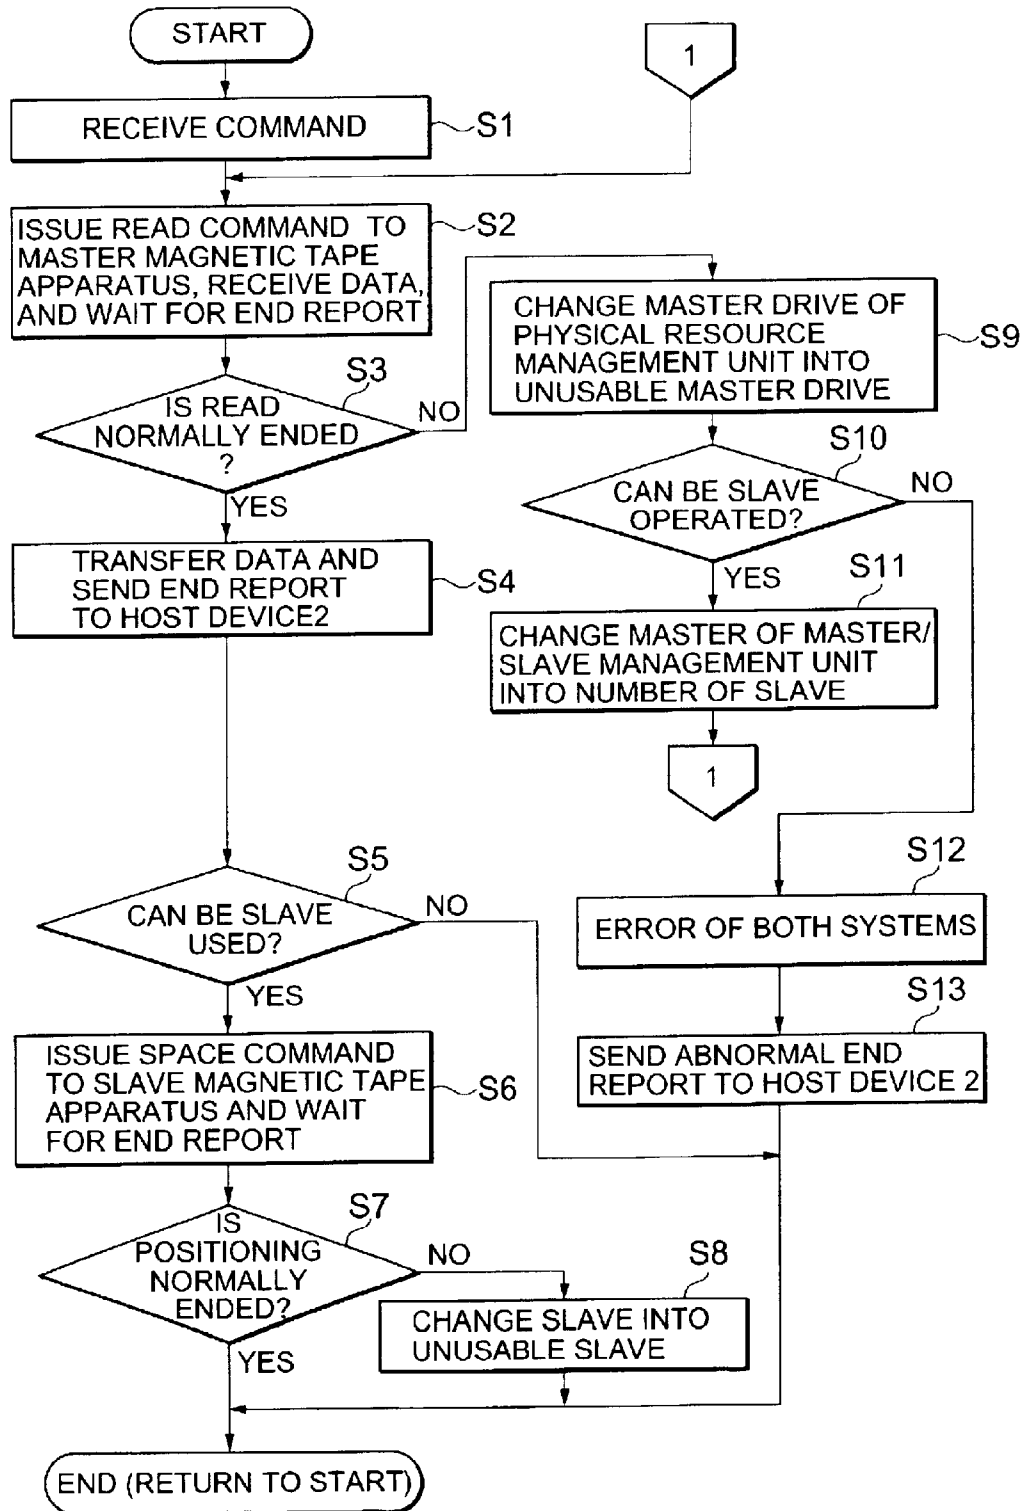 START
1
RECEIVE COMMAND
S1
ISSUE READ COMMAND TO
MASTER MAGNETIC TAPE
APPARATUS, RECEIVE DATA,
AND WAIT FOR END REPORT
S2
S3
IS READ
NORMALLY ENDED
?
NO
YES
TRANSFER DATA AND
SEND END REPORT
TO HOST DEVICE2
S4
S5
CAN BE SLAVE
USED?
NO
YES
ISSUE SPACE COMMAND
TO SLAVE MAGNETIC TAPE
APPARATUS AND WAIT
FOR END REPORT
S6
S7
IS
POSITIONING
NORMALLY
ENDED?
NO
YES
S8
CHANGE SLAVE INTO
UNUSABLE SLAVE
END (RETURN TO START)
CHANGE MASTER DRIVE OF
PHYSICAL RESOURCE
MANAGEMENT UNIT INTO
UNUSABLE MASTER DRIVE
S9
S10
CAN BE SLAVE
OPERATED?
NO
YES
S11
CHANGE MASTER OF MASTER/
SLAVE MANAGEMENT UNIT
INTO NUMBER OF SLAVE
1
S12
ERROR OF BOTH SYSTEMS
S13
SEND ABNORMAL END
REPORT TO HOST DEVICE 2